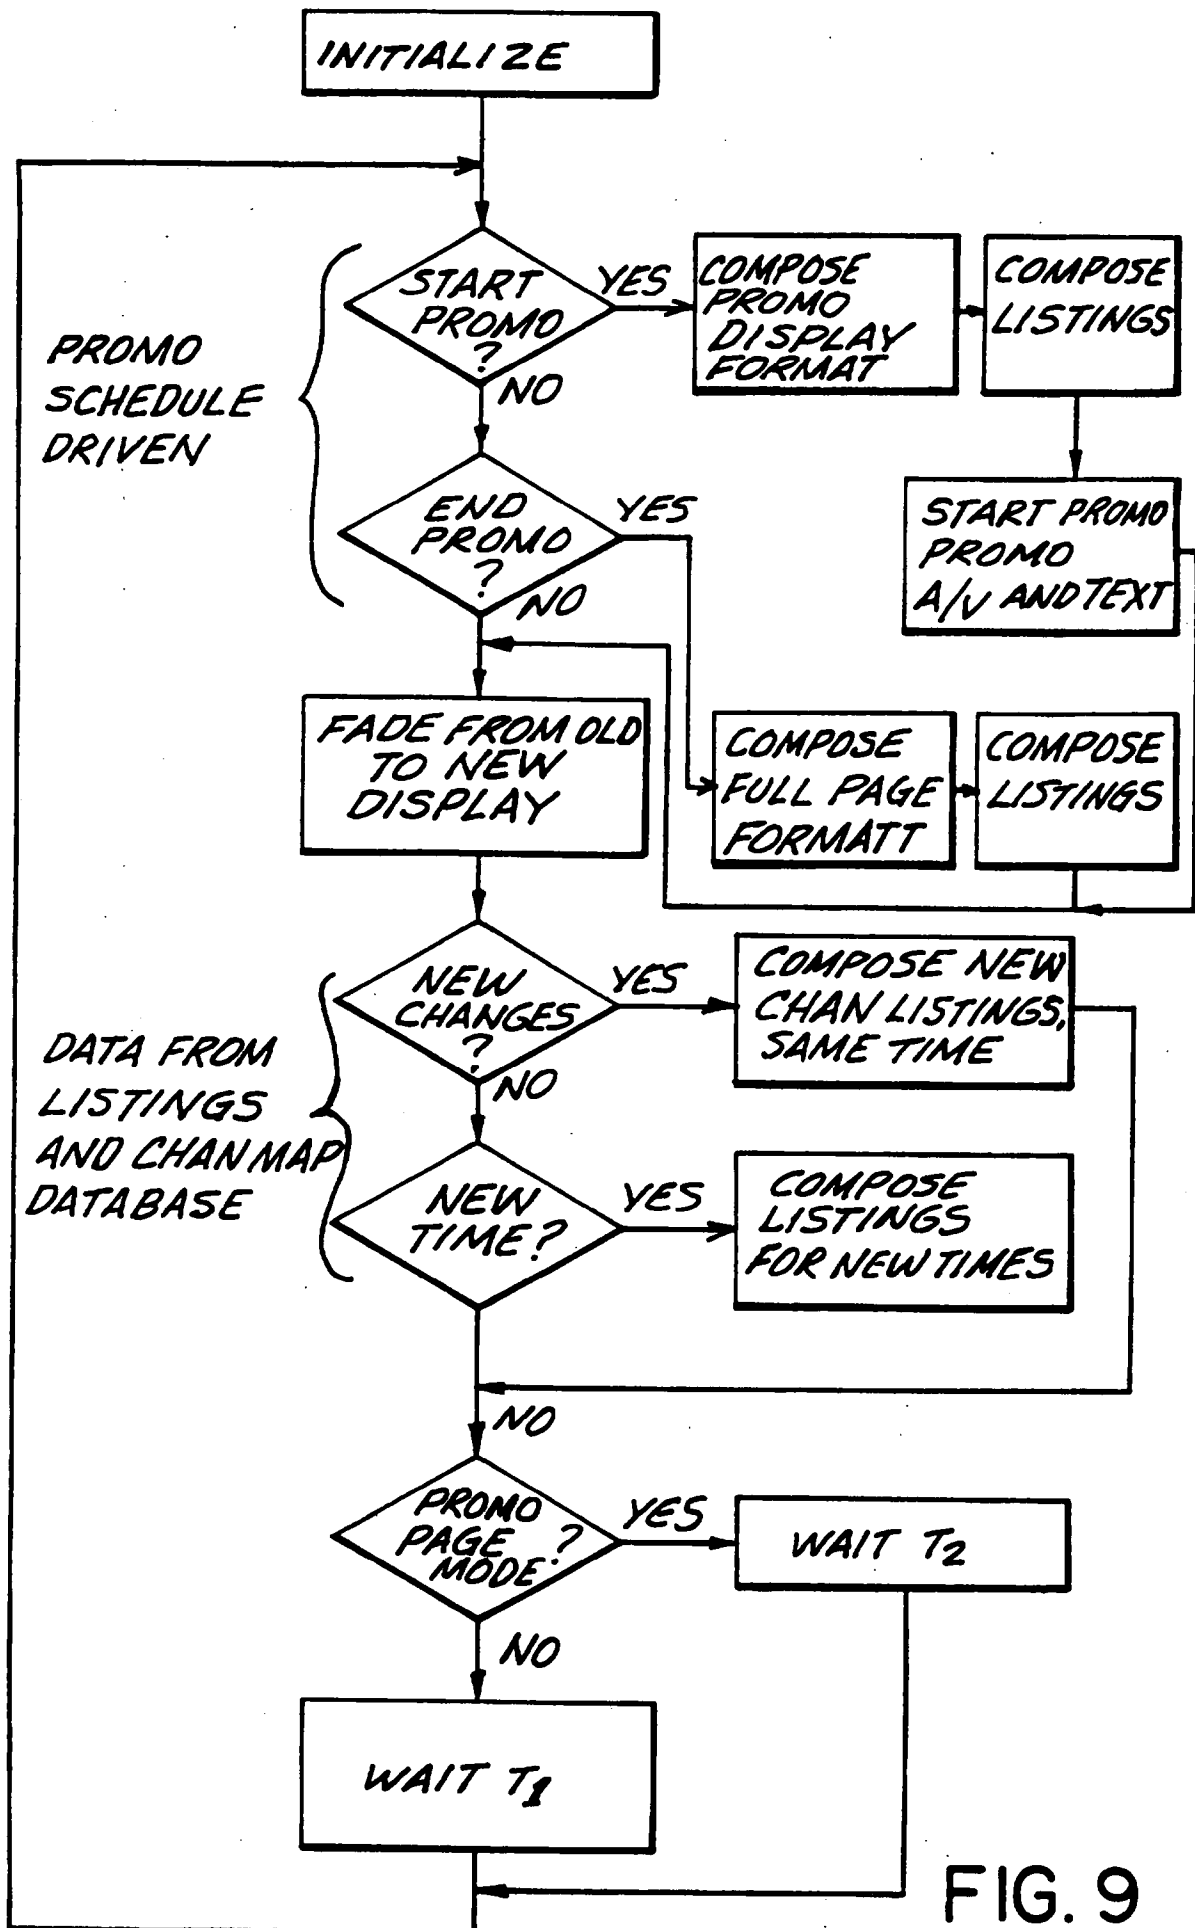 INITIALIZE
START
PROMO
?
YES
NO
COMPOSE
PROMO
DISPLAY
FORMAT
COMPOSE
LISTINGS
PROMO
SCHEDULE
DRIVEN
START PROMO
PROMO
A/V AND TEXT
END
PROMO
?
YES
NO
FADE FROM OLD
TO NEW
DISPLAY
COMPOSE
FULL PAGE
FORMATT
COMPOSE
LISTINGS
NEW
CHANGES
?
YES
NO
COMPOSE NEW
CHAN LISTINGS,
SAME TIME
DATA FROM
LISTINGS
AND CHAN MAP
DATABASE
NEW
TIME?
YES
COMPOSE
LISTINGS
FOR NEW TIMES
NO
PROMO
PAGE ?
MODE
YES
WAIT T2
NO
WAIT T1
FIG. 9